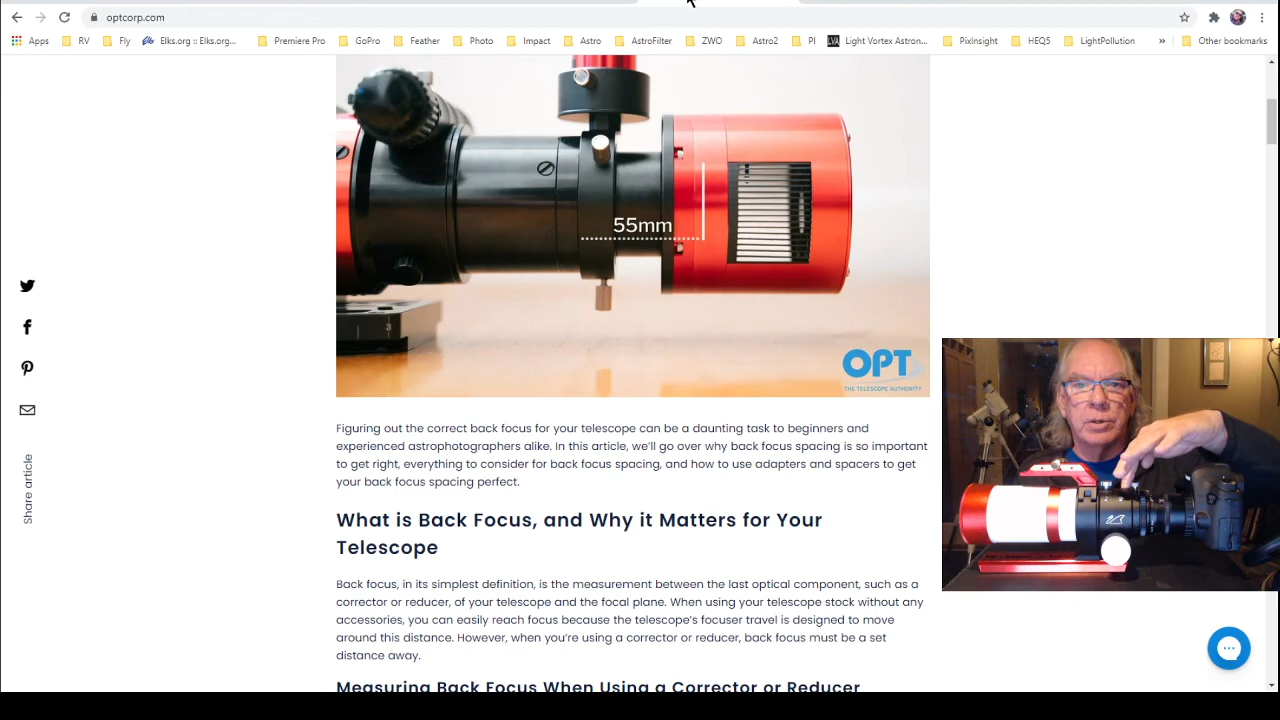 optcorp.com
Apps RV Fly Elks.org :: Elks.org... Premiere Pro GoPro Feather Photo Impact Astro AstroFilter ZWO Astro2 PI LVA Light Vortex Astron... PixInsight HEQ5 LightPollution » Other bookmarks
55mm
OPT
THE TELESCOPE AUTHORITY
Share article
Figuring out the correct back focus for your telescope can be a daunting task to beginners and
experienced astrophotographers alike. In this article, we'll go over why back focus spacing is so important
to get right, everything to consider for back focus spacing, and how to use adapters and spacers to get
your back focus spacing perfect.
What is Back Focus, and Why it Matters for Your
Telescope
Back focus, in its simplest definition, is the measurement between the last optical component, such as a
corrector or reducer, of your telescope and the focal plane. When using your telescope stock without any
accessories, you can easily reach focus because the telescope's focuser travel is designed to move
around this distance. However, when you're using a corrector or reducer, back focus must be a set
distance away.
Measuring Back Focus When Using a Corrector or Reducer